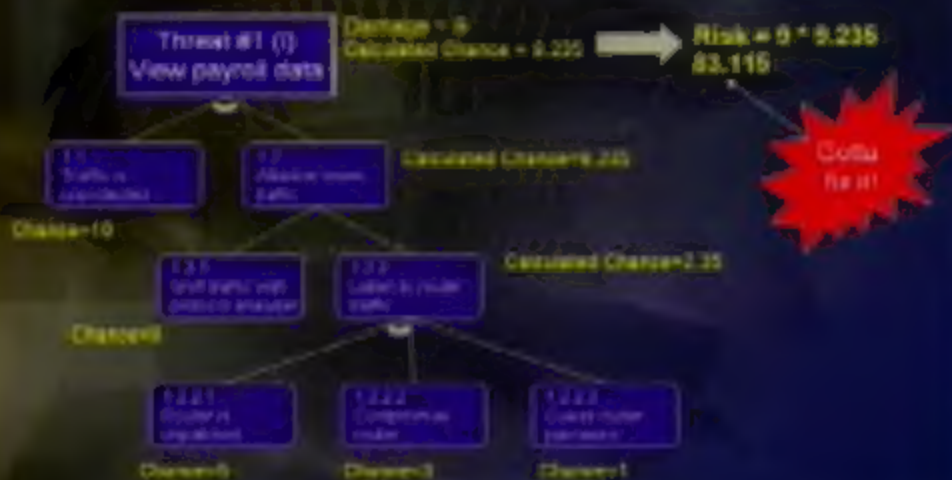 Threat #1 (I)
View payroll data
Damage = 9
Calculated Chance = 9.235
Risk = 9 * 9.235
83.115
1.1
Traffic is
unprotected
1.2
Attacker views
traffic
Calculated Chance=9.235
Gotta
fix it!
Chance=10
1.2.1
Sniff traffic with
protocol analyzer
1.2.2
Listen to router
traffic
Calculated Chance=2.35
Chance=9
1.2.2.1
Router is
unpatched
1.2.2.2
Compromise
router
1.2.2.3
Guess router
password
Chance=5
Chance=3
Chance=1